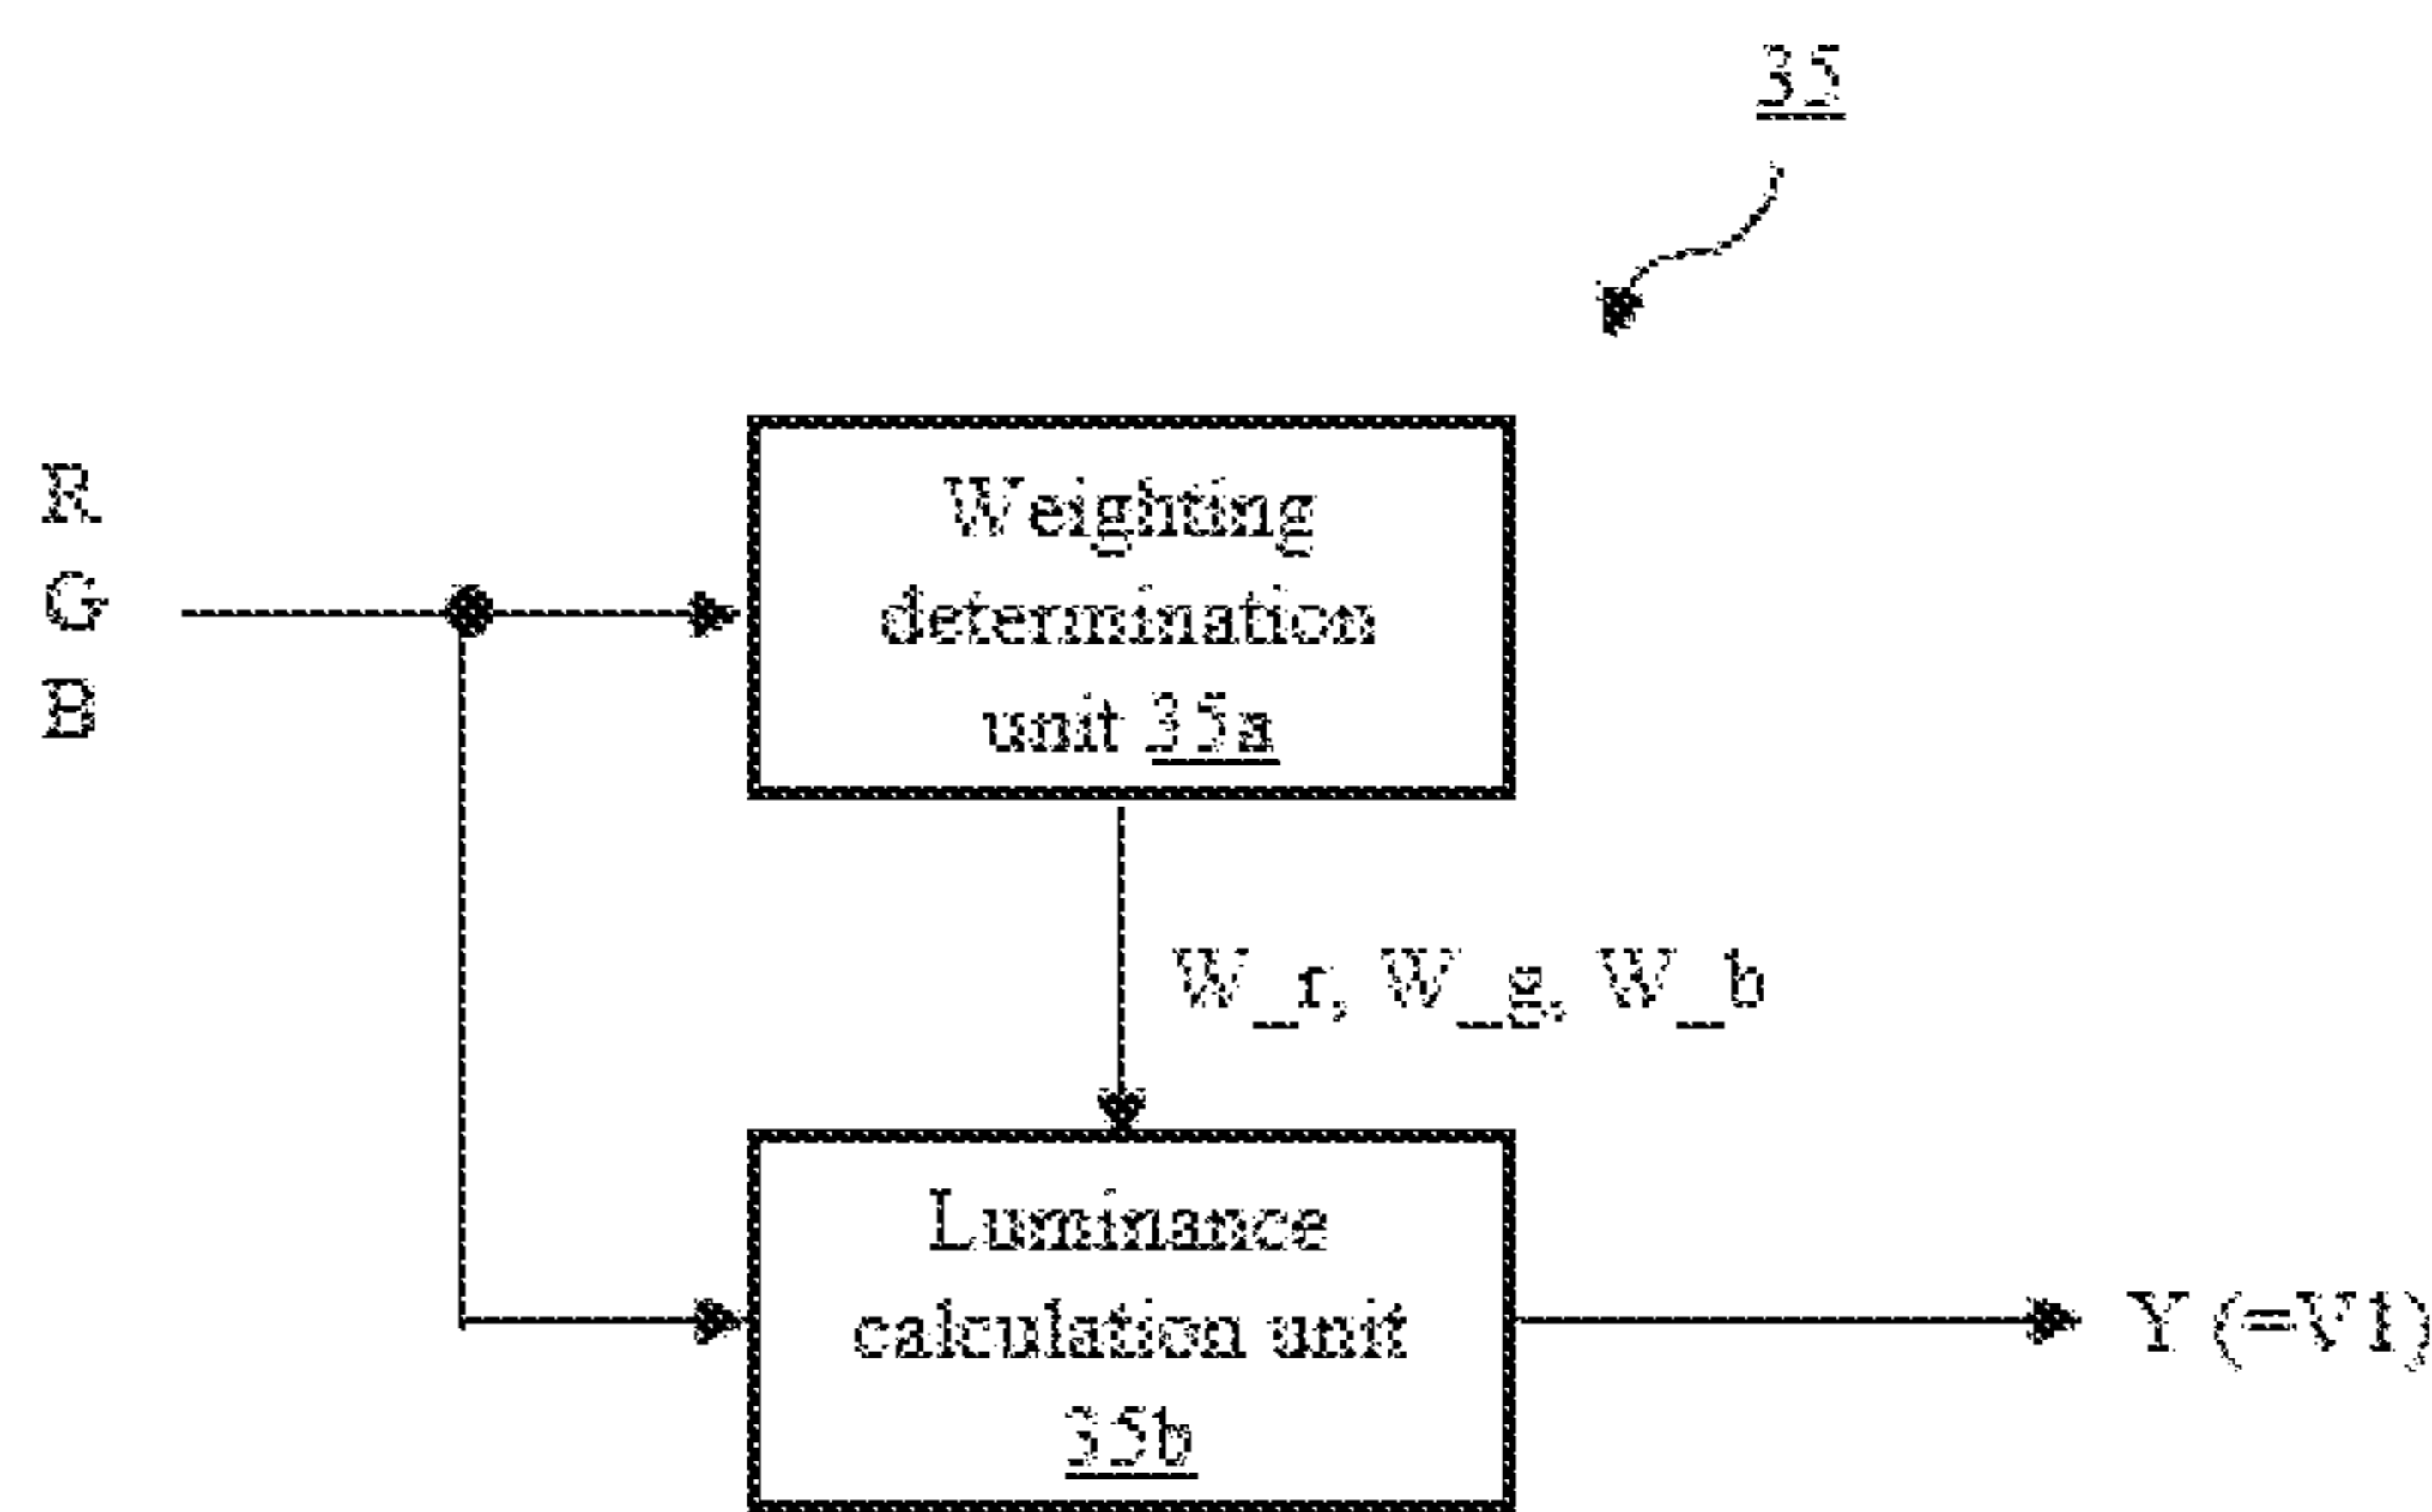 35
R
G
B
Weighting
determination
unit 35a
W_r, W_g, W_b
Luminance
calculation unit
35b
Y (=V1)